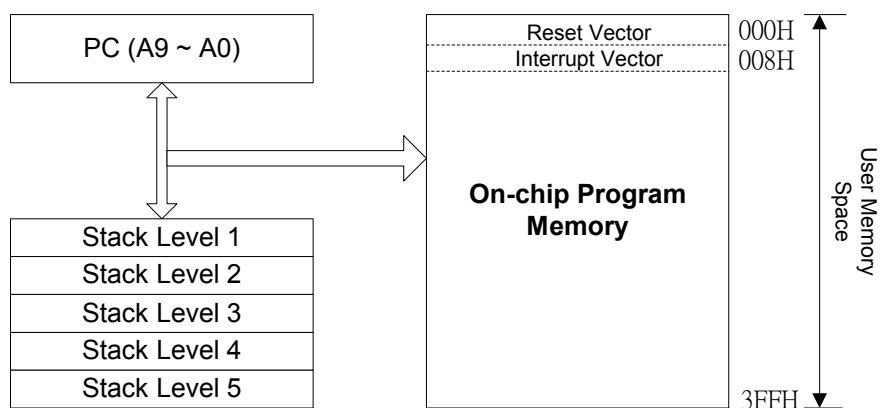 PC (A9 ~ A0)
Stack Level 1
Stack Level 2
Stack Level 3
Stack Level 4
Stack Level 5
Reset Vector
Interrupt Vector
On-chip Program
Memory
000H
008H
3FFH
User Memory
Space